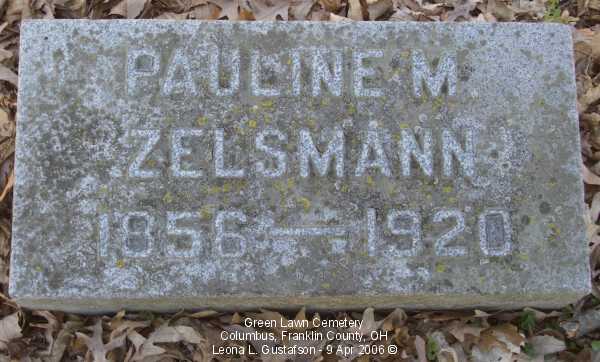 PAULINE M.
ZELSMANN
1856 — 1920
Green Lawn Cemetery
Columbus, Franklin County, OH
Leona L. Gustafson - 9 Apr 2006 ©